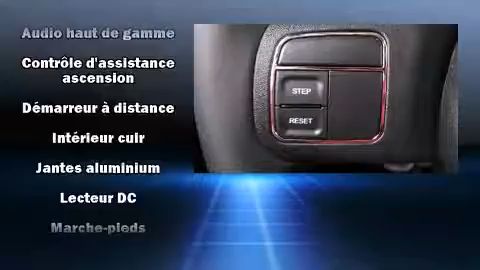 Audio haut de gamme
Contrôle d'assistance
ascension
Démarreur à distance
Intérieur cuir
Jantes aluminium
Lecteur DC
Marche-pieds
STEP
RESET